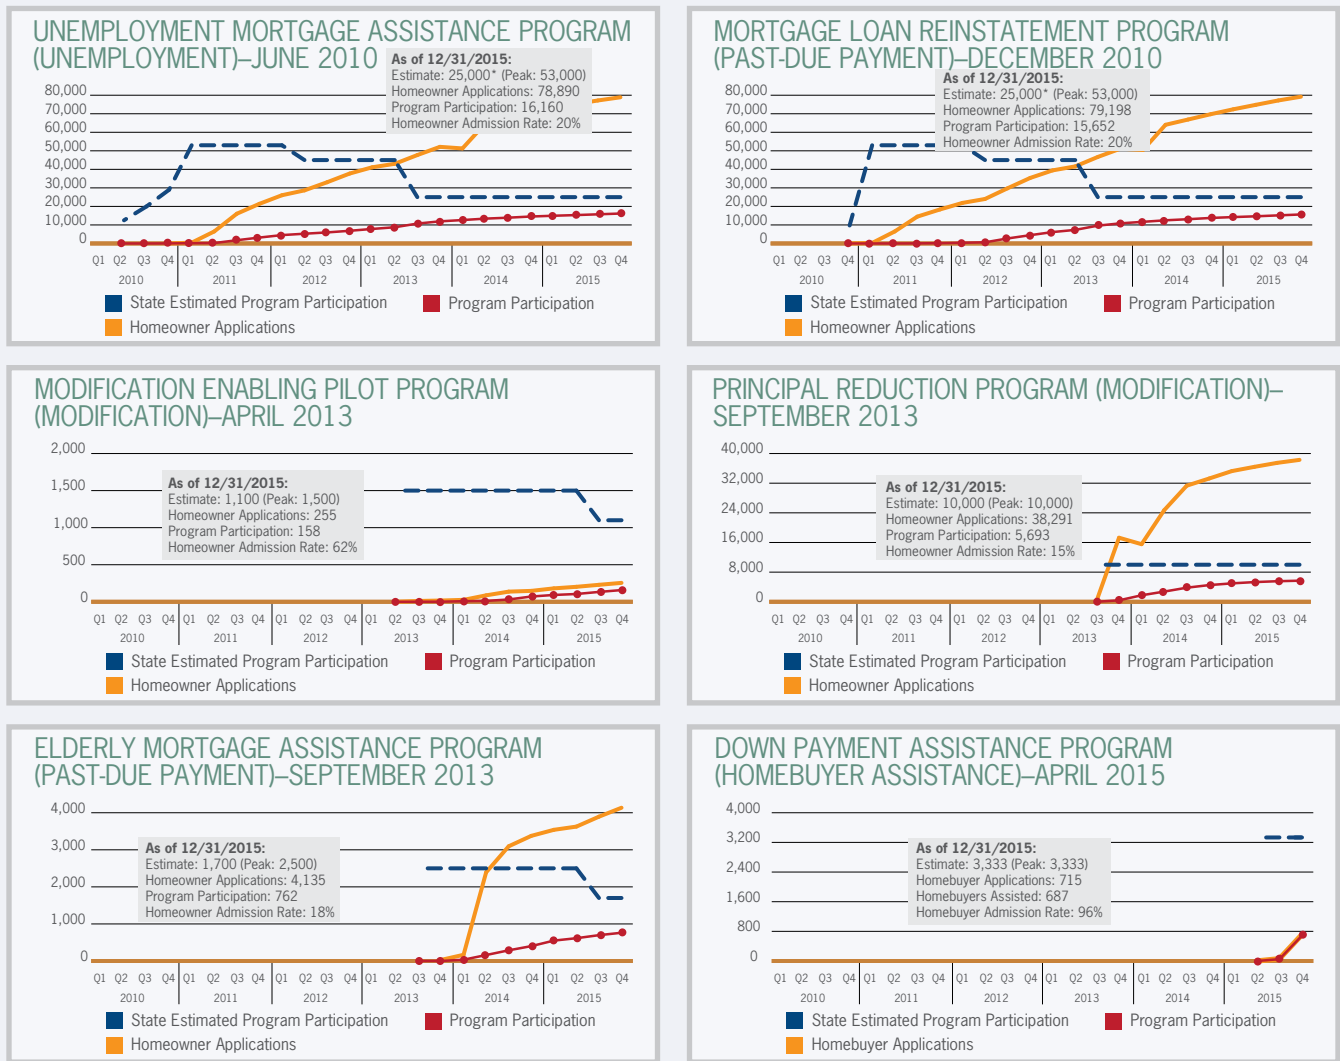 UNEMPLOYMENT MORTGAGE ASSISTANCE PROGRAM
(UNEMPLOYMENT)–JUNE 2010
As of 12/31/2015:
Estimate: 25,000* (Peak: 53,000)
Homeowner Applications: 78,890
Program Participation: 16,160
Homeowner Admission Rate: 20%
80,000
70,000
60,000
50,000
40,000
30,000
20,000
10,000
0
Q1 Q2 Q3 Q4 Q1 Q2 Q3 Q4 Q1 Q2 Q3 Q4 Q1 Q2 Q3 Q4 Q1 Q2 Q3 Q4 Q1 Q2 Q3 Q4
2010 2011 2012 2013 2014 2015
State Estimated Program Participation Program Participation
Homeowner Applications
MORTGAGE LOAN REINSTATEMENT PROGRAM
(PAST-DUE PAYMENT)–DECEMBER 2010
As of 12/31/2015:
Estimate: 25,000* (Peak: 53,000)
Homeowner Applications: 79,198
Program Participation: 15,652
Homeowner Admission Rate: 20%
80,000
70,000
60,000
50,000
40,000
30,000
20,000
10,000
0
Q1 Q2 Q3 Q4 Q1 Q2 Q3 Q4 Q1 Q2 Q3 Q4 Q1 Q2 Q3 Q4 Q1 Q2 Q3 Q4 Q1 Q2 Q3 Q4
2010 2011 2012 2013 2014 2015
State Estimated Program Participation Program Participation
Homeowner Applications
MODIFICATION ENABLING PILOT PROGRAM
(MODIFICATION)–APRIL 2013
As of 12/31/2015:
Estimate: 1,100 (Peak: 1,500)
Homeowner Applications: 255
Program Participation: 158
Homeowner Admission Rate: 62%
2,000
1,500
1,000
500
0
Q1 Q2 Q3 Q4 Q1 Q2 Q3 Q4 Q1 Q2 Q3 Q4 Q1 Q2 Q3 Q4 Q1 Q2 Q3 Q4 Q1 Q2 Q3 Q4
2010 2011 2012 2013 2014 2015
State Estimated Program Participation Program Participation
Homeowner Applications
PRINCIPAL REDUCTION PROGRAM (MODIFICATION)–
SEPTEMBER 2013
As of 12/31/2015:
Estimate: 10,000 (Peak: 10,000)
Homeowner Applications: 38,291
Program Participation: 5,693
Homeowner Admission Rate: 15%
40,000
32,000
24,000
16,000
8,000
0
Q1 Q2 Q3 Q4 Q1 Q2 Q3 Q4 Q1 Q2 Q3 Q4 Q1 Q2 Q3 Q4 Q1 Q2 Q3 Q4 Q1 Q2 Q3 Q4
2010 2011 2012 2013 2014 2015
State Estimated Program Participation Program Participation
Homeowner Applications
ELDERLY MORTGAGE ASSISTANCE PROGRAM
(PAST-DUE PAYMENT)–SEPTEMBER 2013
As of 12/31/2015:
Estimate: 1,700 (Peak: 2,500)
Homeowner Applications: 4,135
Program Participation: 762
Homeowner Admission Rate: 18%
4,000
3,000
2,000
1,000
0
Q1 Q2 Q3 Q4 Q1 Q2 Q3 Q4 Q1 Q2 Q3 Q4 Q1 Q2 Q3 Q4 Q1 Q2 Q3 Q4 Q1 Q2 Q3 Q4
2010 2011 2012 2013 2014 2015
State Estimated Program Participation Program Participation
Homeowner Applications
DOWN PAYMENT ASSISTANCE PROGRAM
(HOMEBUYER ASSISTANCE)–APRIL 2015
As of 12/31/2015:
Estimate: 3,333 (Peak: 3,333)
Homebuyer Applications: 715
Homebuyers Assisted: 687
Homebuyer Admission Rate: 96%
4,000
3,200
2,400
1,600
800
0
Q1 Q2 Q3 Q4 Q1 Q2 Q3 Q4 Q1 Q2 Q3 Q4 Q1 Q2 Q3 Q4 Q1 Q2 Q3 Q4 Q1 Q2 Q3 Q4
2010 2011 2012 2013 2014 2015
State Estimated Program Participation Program Participation
Homebuyer Applications